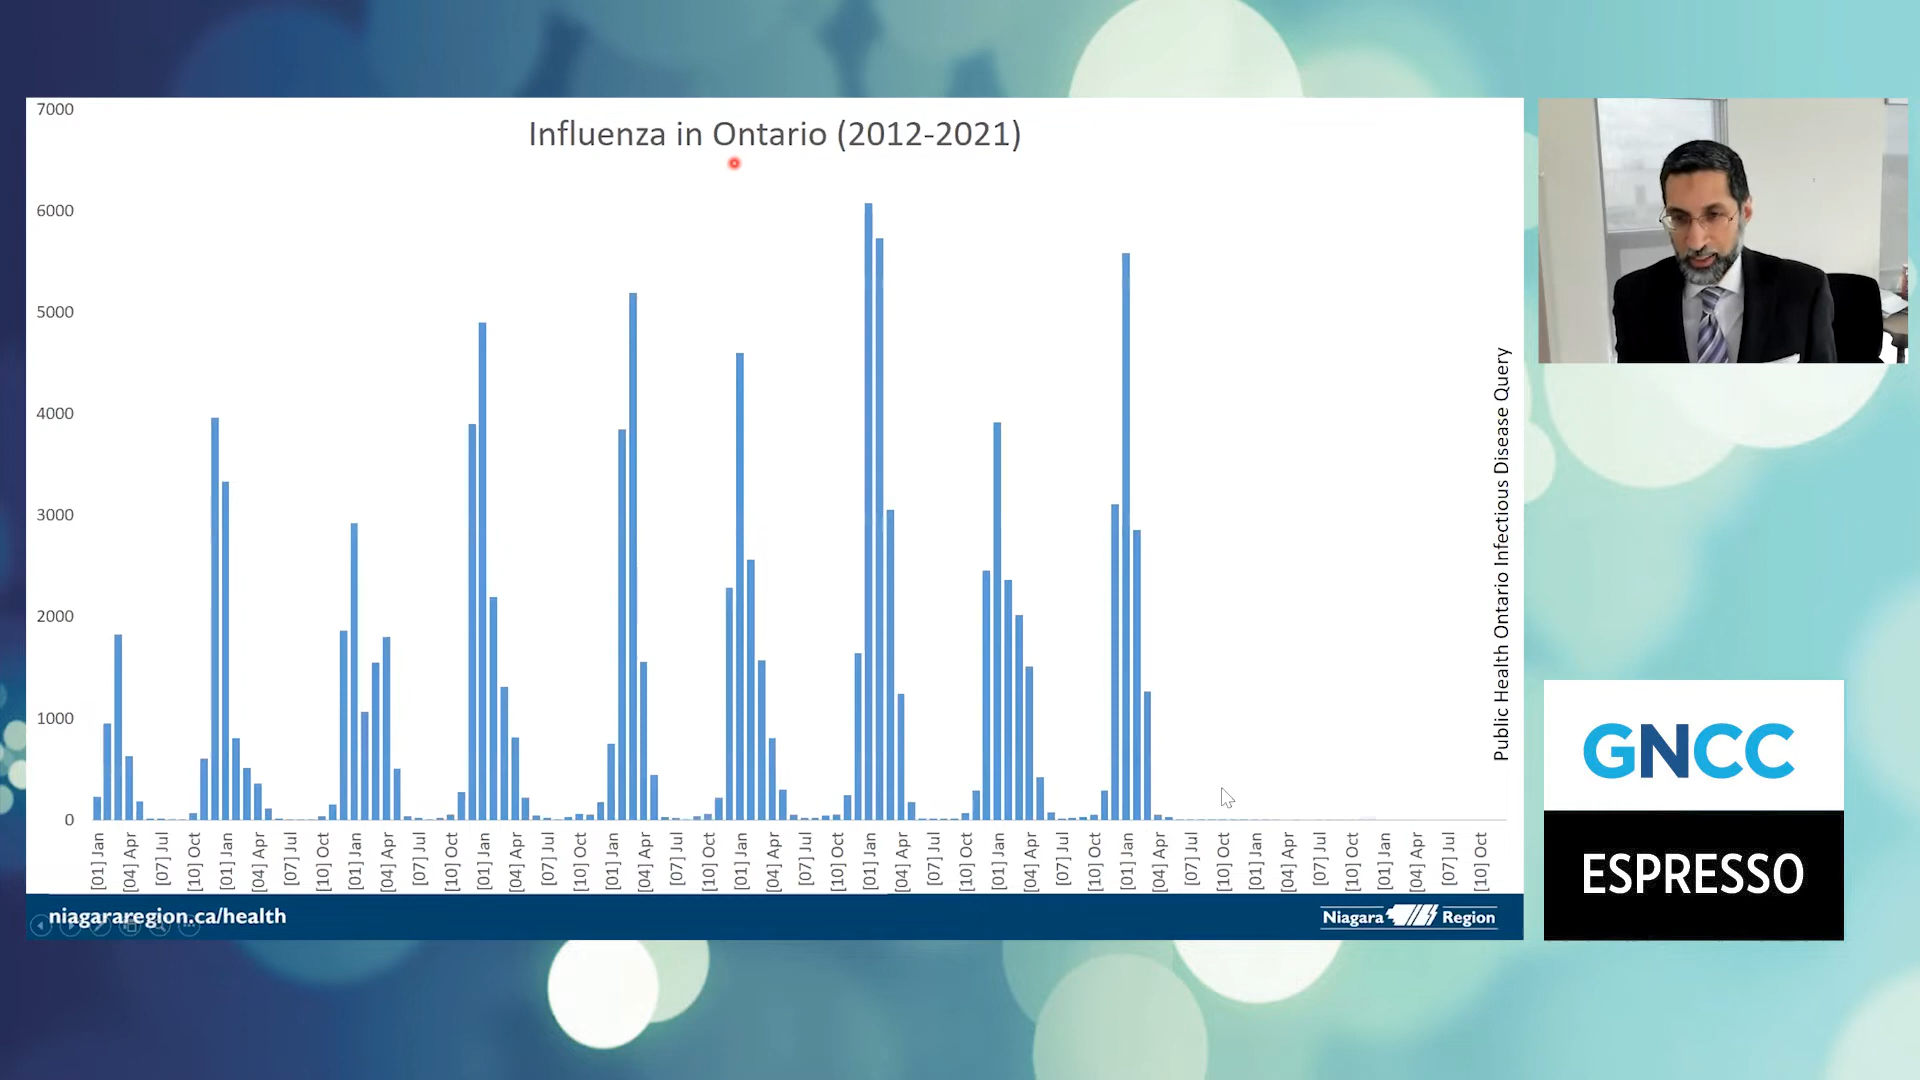 Influenza in Ontario (2012-2021)
7000
6000
5000
4000
3000
2000
1000
0
[01] Jan
[04] Apr
[07] Jul
[10] Oct
[01] Jan
[04] Apr
[07] Jul
[10] Oct
[01] Jan
[04] Apr
[07] Jul
[10] Oct
[01] Jan
[04] Apr
[07] Jul
[10] Oct
[01] Jan
[04] Apr
[07] Jul
[10] Oct
[01] Jan
[04] Apr
[07] Jul
[10] Oct
[01] Jan
[04] Apr
[07] Jul
[10] Oct
[01] Jan
[04] Apr
[07] Jul
[10] Oct
[01] Jan
[04] Apr
[07] Jul
[10] Oct
[01] Jan
[04] Apr
[07] Jul
[10] Oct
[01] Jan
[04] Apr
[07] Jul
[10] Oct
Public Health Ontario Infectious Disease Query
niagararegion.ca/health
Niagara Region
GNCC
ESPRESSO